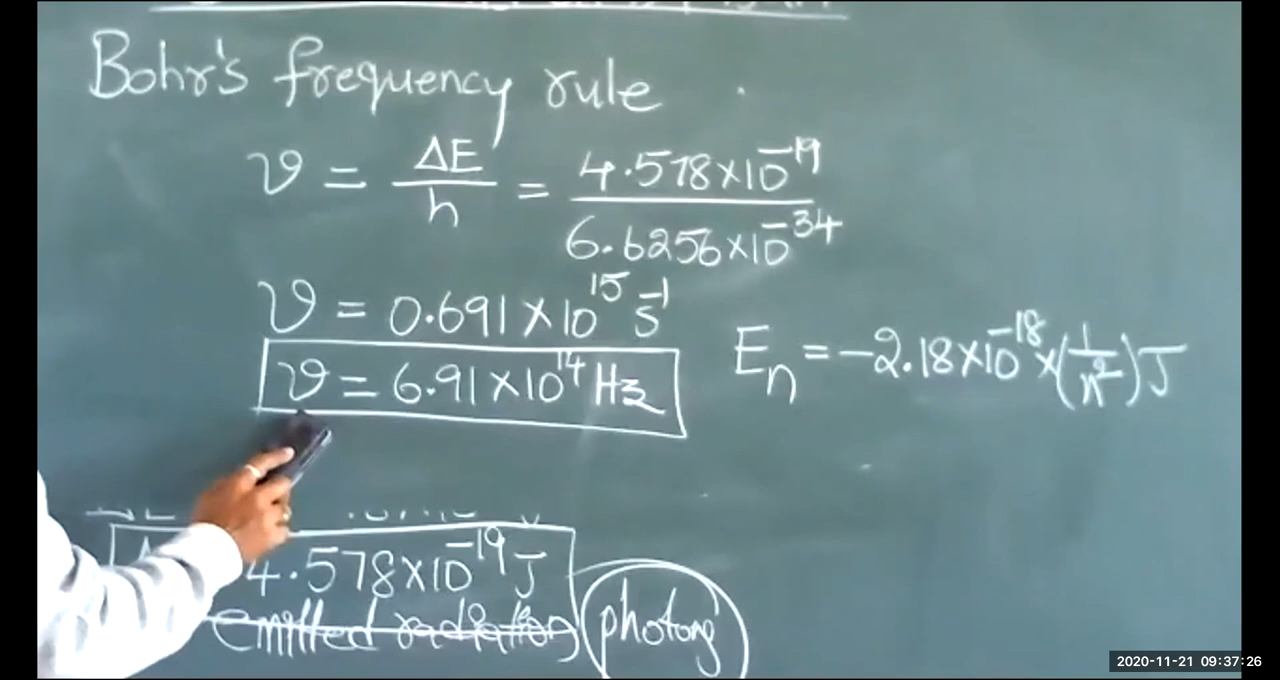 Bohr's frequency rule
ν = ΔE/h = 4.578×10⁻¹⁹/6.6256×10⁻³⁴
ν = 0.691×10¹⁵ S⁻¹
ν = 6.91×10¹⁴ Hz
Eₙ = −2.18×10⁻¹⁸×(1/n²)J
4.578×10⁻¹⁹ J
emitted radiation photons
2020-11-21 09:37:26